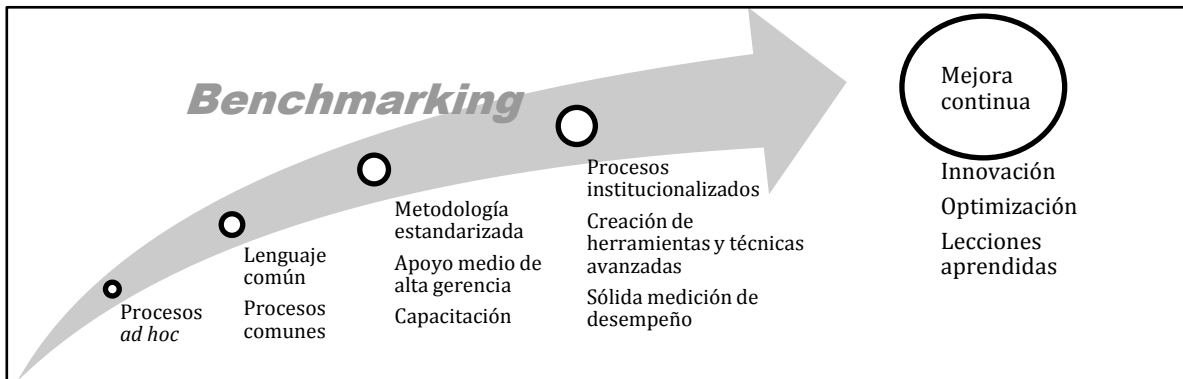 Benchmarking
Procesos
ad hoc
Lenguaje
común
Procesos
comunes
Metodología
estandarizada
Apoyo medio de
alta gerencia
Capacitación
Procesos
institucionalizados
Creación de
herramientas y técnicas
avanzadas
Sólida medición de
desempeño
Mejora
continua
Innovación
Optimización
Lecciones
aprendidas